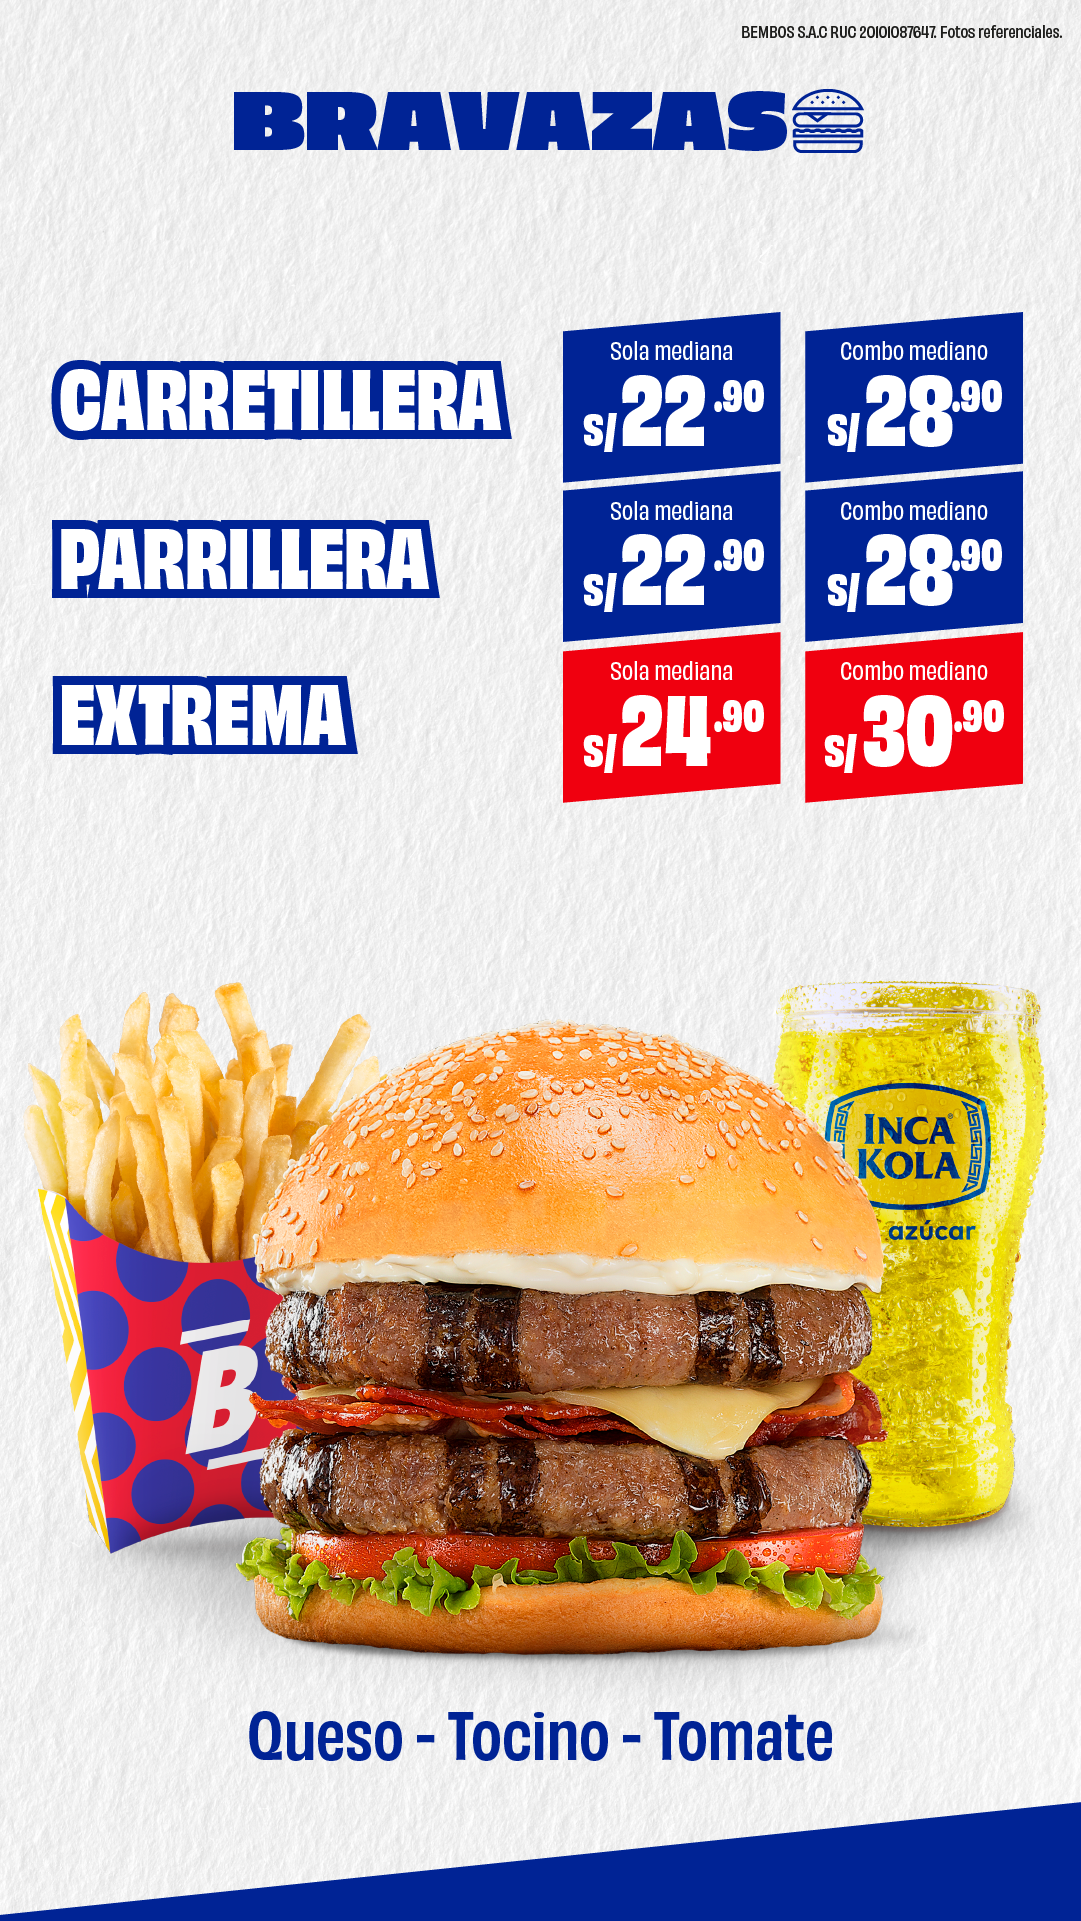 BEMBOS S.A.C RUC 20101087647. Fotos referenciales.
BRAVAZAS
CARRETILLERA
Sola mediana
S/22.90
Combo mediano
S/28.90
PARRILLERA
Sola mediana
S/22.90
Combo mediano
S/28.90
EXTREMA
Sola mediana
S/24.90
Combo mediano
S/30.90
INCA
KOLA
azúcar
B
Queso - Tocino - Tomate